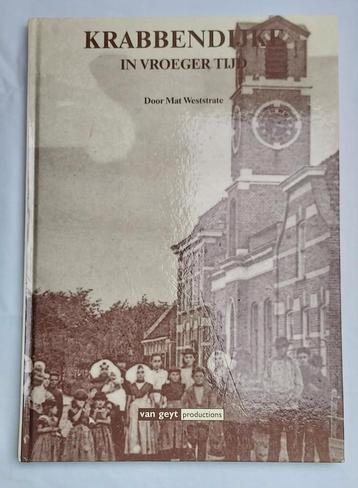 KRABBENDIJKE
IN VROEGER TIJD
Door Mat Weststrate
van geyt productions